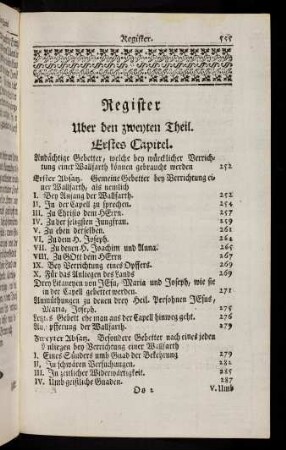 Register. 555
Register
Uber den zweyten Theil.
Erstes Capitel.
Andächtige Gebetter, welche bey würcklicher Verrich-
tung einer Wallfarth können gebraucht werden 252
Erster Absatz. Gemeine Gebetter bey Verrichtung ei-
ner Wallfarth, als nemlich
I. Bey Anfang der Wallfarth. 252
II. In der Capell zu sprechen. 254
III. Zu Christo dem HErrn. 257
IV. Zu der seeligsten Jungfrau. 259
V. Zu eben derselben. 261
VI. Zu dem H. Joseph. 264
VII. Zu denen H. Joachim und Anna. 265
VIII. Zu GOtt dem HErrn 268
IX. Bey Verrichtung eines Opffers. 269
X. Für das Anliegen des Lands 269
Drey Litaneyen von JEsu, Maria und Joseph, wie sie
in der Capell gebettet werden. 271
Anmüthungen zu denen drey Heil. Persohnen JEsus,
Maria, Joseph. 275
Gebett ehe man aus der Capell hinweg geht. 276
Aufopfferung der Wallfarth. 279
Zweyter Absatz. Besondere Gebetter nach eines jeden
Anliegen bey Verrichtung einer Wallfarth
I. Eines Sünders umb Gnad der Bekehrung 279
II. In schwären Versuchungen. 282
III. In zeitlicher Widerwärtigkeit. 285
IV. Umb geistliche Gnaden. 287
Oo 2 V. Umb